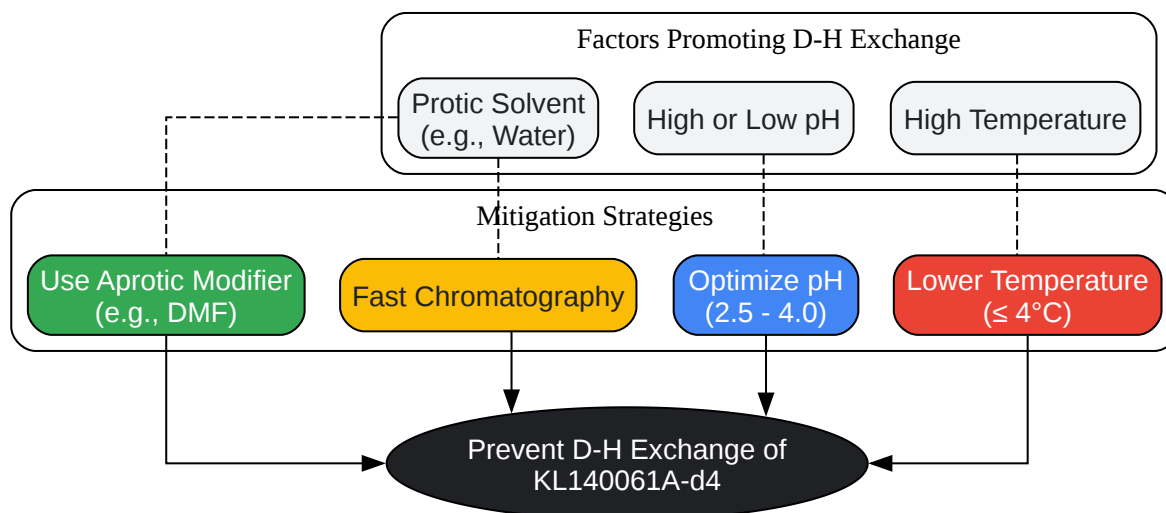 Factors Promoting D-H Exchange
Protic Solvent
(e.g., Water)
High or Low pH
High Temperature
Mitigation Strategies
Use Aprotic Modifier
(e.g., DMF)
Fast Chromatography
Optimize pH
(2.5 - 4.0)
Lower Temperature
(≤ 4°C)
Prevent D-H Exchange of
KL140061A-d4